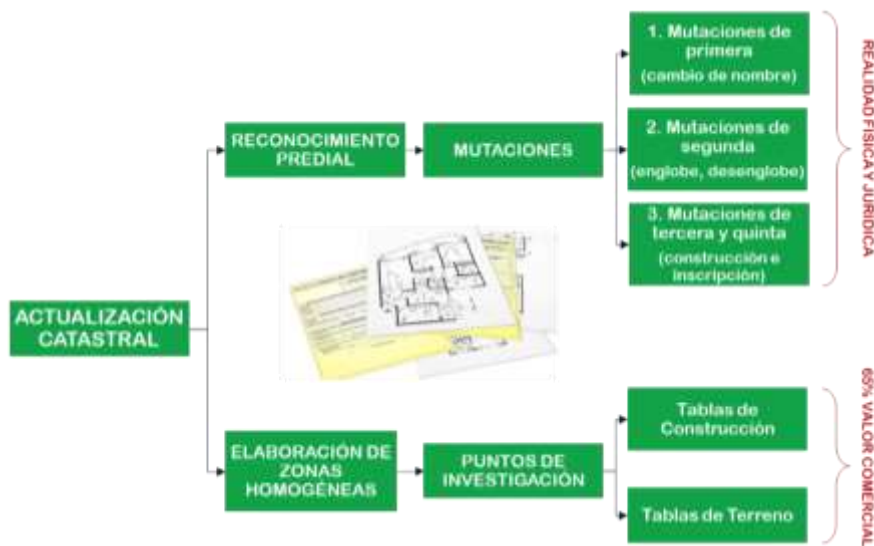 1. Mutaciones de
primera
(cambio de nombre)
RECONOCIMIENTO
PREDIAL
MUTACIONES
2. Mutaciones de
segunda
(englobe, desenglobe)
3. Mutaciones de
tercera y quinta
(construcción e
inscripción)
REALIDAD FISICA Y JURÍDICA
ACTUALIZACIÓN
CATASTRAL
ELABORACIÓN DE
ZONAS
HOMOGÉNEAS
PUNTOS DE
INVESTIGACIÓN
Tablas de
Construcción
Tablas de Terreno
65% VALOR COMERCIAL